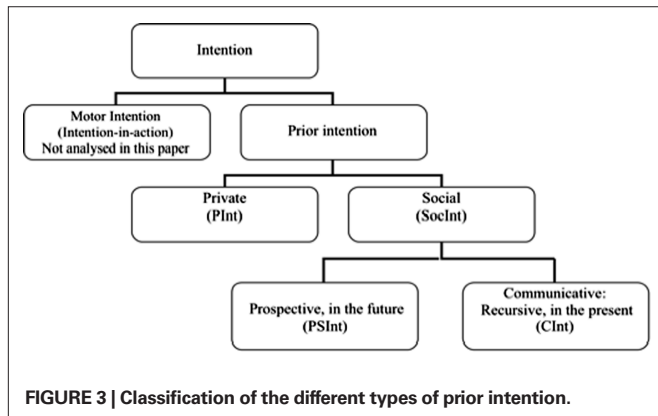 Intention
Motor Intention
(Intention-in-action)
Not analysed in this paper
Prior intention
Private
(PInt)
Social
(SocInt)
Prospective, in the future
(PSInt)
Communicative:
Recursive, in the present
(CInt)
FIGURE 3 | Classification of the different types of prior intention.